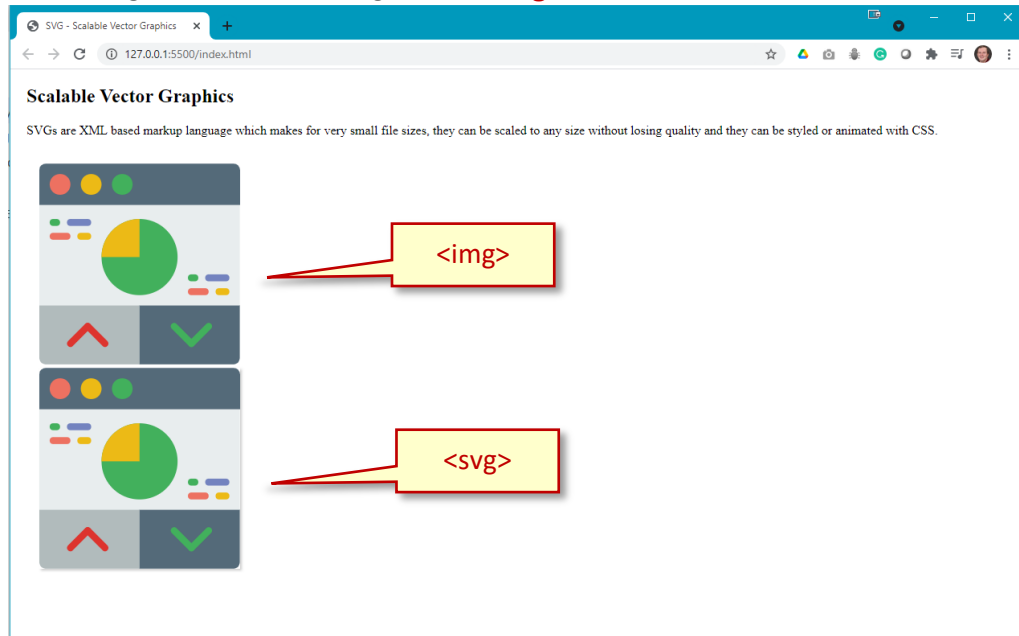 SVG - Scalable Vector Graphics
127.0.0.1:5500/index.html
Scalable Vector Graphics
SVGs are XML based markup language which makes for very small file sizes, they can be scaled to any size without losing quality and they can be styled or animated with CSS.
<img>
<svg>